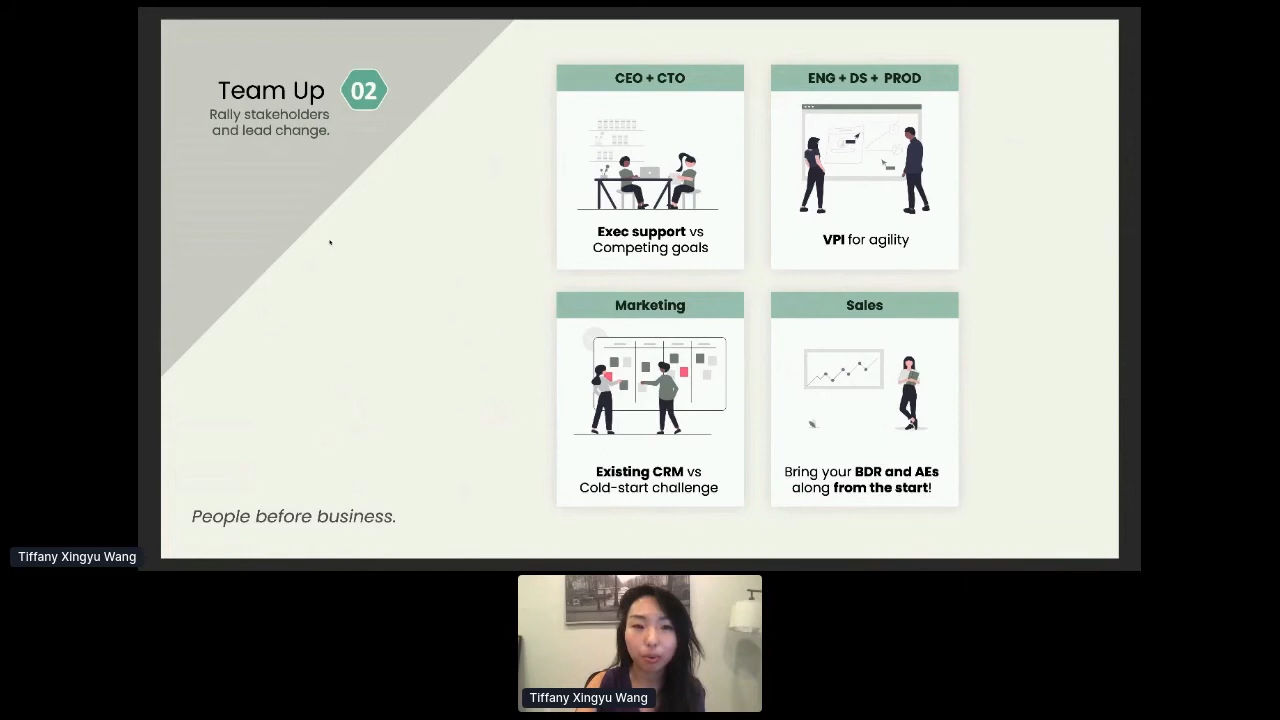 Team Up
02
Rally stakeholders
and lead change.
CEO + CTO
Exec support vs
Competing goals
ENG + DS + PROD
VPI for agility
Marketing
Existing CRM vs
Cold-start challenge
Sales
Bring your BDR and AEs
along from the start!
People before business.
Tiffany Xingyu Wang
Tiffany Xingyu Wang